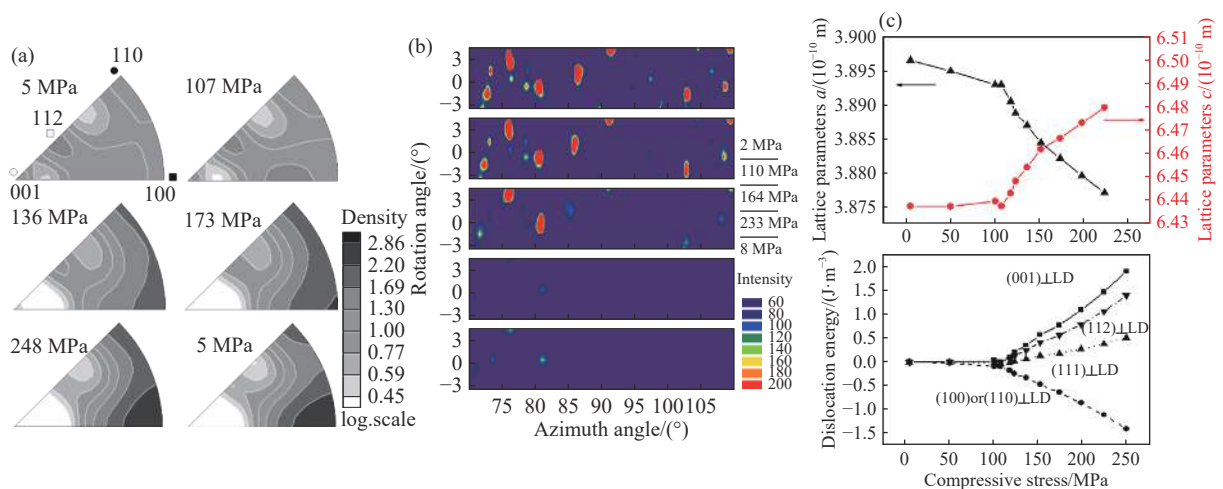 (a)
110
5 MPa
107 MPa
112
001
100
136 MPa
173 MPa
248 MPa
5 MPa
Density
2.86
2.20
1.69
1.30
1.00
0.77
0.59
0.45
log.scale
(b)
Rotation angle/(°)
3
0
−3
3
0
−3
3
0
−3
3
0
−3
3
0
−3
75
80
85
90
95
100
105
Azimuth angle/(°)
2 MPa
110 MPa
164 MPa
233 MPa
8 MPa
Intensity
60
80
100
120
140
160
180
200
(c)
Lattice parameters a/(10⁻¹⁰ m)
3.900
3.895
3.890
3.885
3.880
3.875
6.51
6.50
6.49
6.48
6.47
6.46
6.45
6.44
6.43
Lattice parameters c/(10⁻¹⁰ m)
0 50 100 150 200 250
Dislocation energy/(J·m⁻³)
2.0
1.5
1.0
0.5
0.0
−0.5
−1.0
−1.5
(001)⊥LD
(112)⊥LD
(111)⊥LD
(100)or(110)⊥LD
0 50 100 150 200 250
Compressive stress/MPa